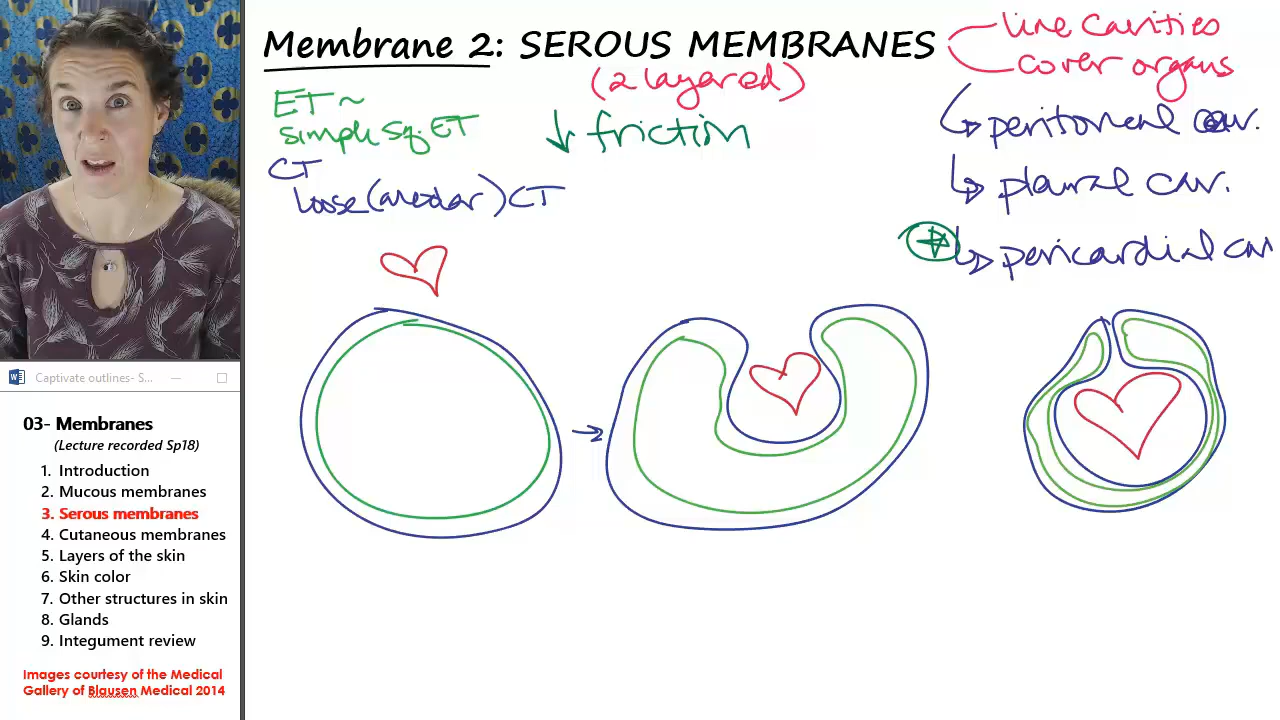 Membrane 2: SEROUS MEMBRANES
(2 layered)
line cavities
cover organs
ET ~
simple Sq. ET
↓ friction
CT
loose (areolar) CT
peritoneal cav.
plaural cav.
pericardial cav
Captivate outlines- S...
03- Membranes
(Lecture recorded Sp18)
1. Introduction
2. Mucous membranes
3. Serous membranes
4. Cutaneous membranes
5. Layers of the skin
6. Skin color
7. Other structures in skin
8. Glands
9. Integument review
Images courtesy of the Medical
Gallery of Blausen Medical 2014